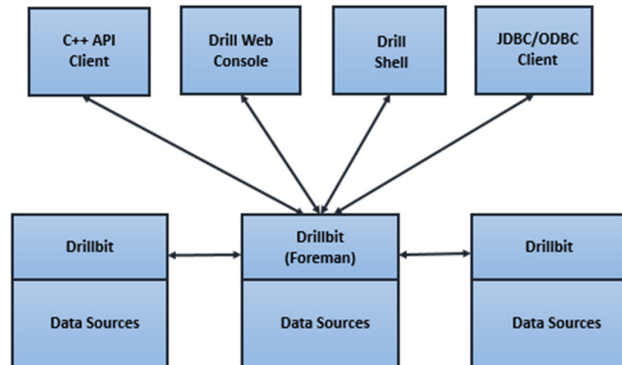 C++ API
Client
Drill Web
Console
Drill
Shell
JDBC/ODBC
Client
Drillbit
Drillbit
(Foreman)
Drillbit
Data Sources
Data Sources
Data Sources